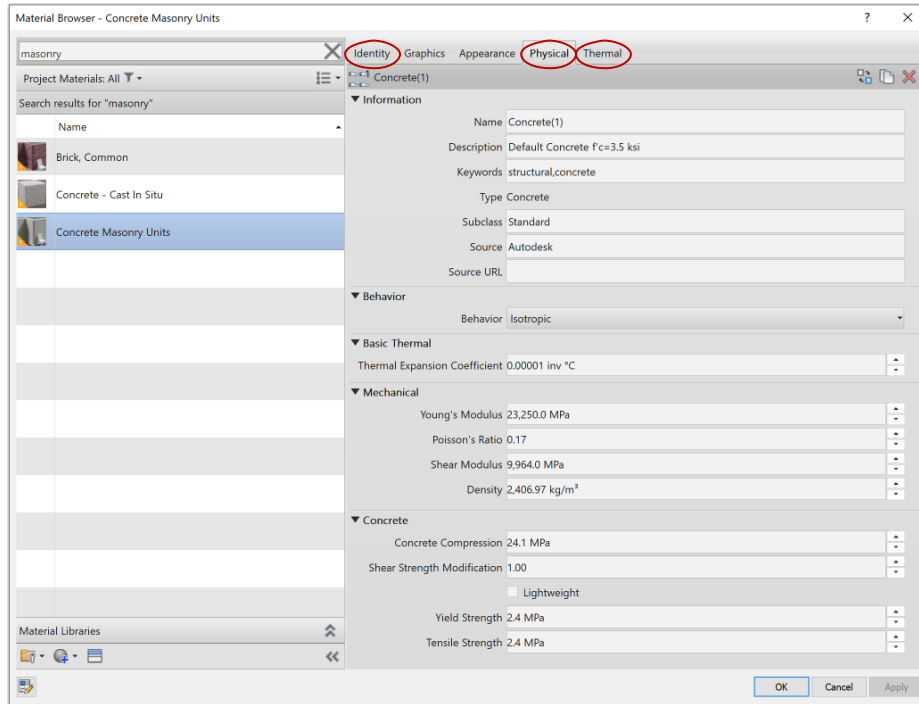 Material Browser - Concrete Masonry Units
?
masonry
Project Materials: All
Search results for "masonry"
Name
Brick, Common
Concrete - Cast In Situ
Concrete Masonry Units
Material Libraries
Identity Graphics Appearance Physical Thermal
Concrete(1)
Information
Name Concrete(1)
Description Default Concrete f'c=3.5 ksi
Keywords structural,concrete
Type Concrete
Subclass Standard
Source Autodesk
Source URL
Behavior
Behavior Isotropic
Basic Thermal
Thermal Expansion Coefficient 0.00001 inv °C
Mechanical
Young's Modulus 23,250.0 MPa
Poisson's Ratio 0.17
Shear Modulus 9,964.0 MPa
Density 2,406.97 kg/m³
Concrete
Concrete Compression 24.1 MPa
Shear Strength Modification 1.00
Lightweight
Yield Strength 2.4 MPa
Tensile Strength 2.4 MPa
OK Cancel Apply